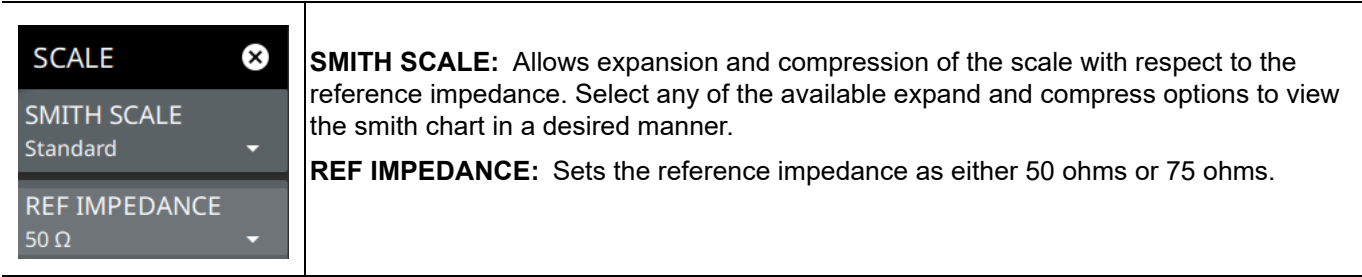 SCALE
SMITH SCALE
Standard
REF IMPEDANCE
50 Ω
SMITH SCALE: Allows expansion and compression of the scale with respect to the
reference impedance. Select any of the available expand and compress options to view
the smith chart in a desired manner.
REF IMPEDANCE: Sets the reference impedance as either 50 ohms or 75 ohms.